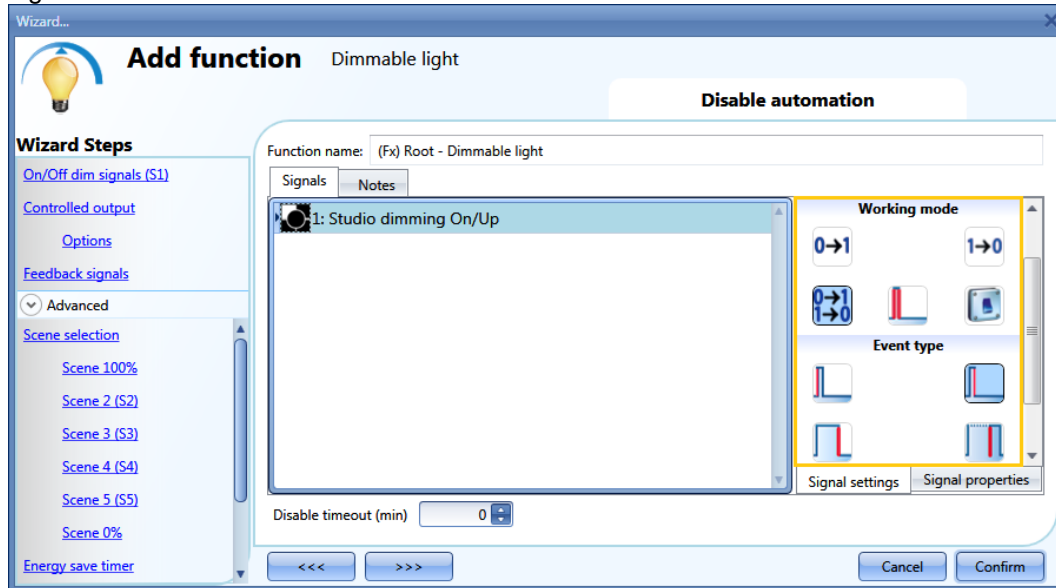 Wizard...
Add function Dimmable light
Disable automation
Wizard Steps
On/Off dim signals (S1)
Controlled output
Options
Feedback signals
Advanced
Scene selection
Scene 100%
Scene 2 (S2)
Scene 3 (S3)
Scene 4 (S4)
Scene 5 (S5)
Scene 0%
Energy save timer
Function name: (Fx) Root - Dimmable light
Signals Notes
1: Studio dimming On/Up
Working mode
0→1 1→0
0→1
1→0
Event type
Signal settings Signal properties
Disable timeout (min) 0
<<< >>> Cancel Confirm